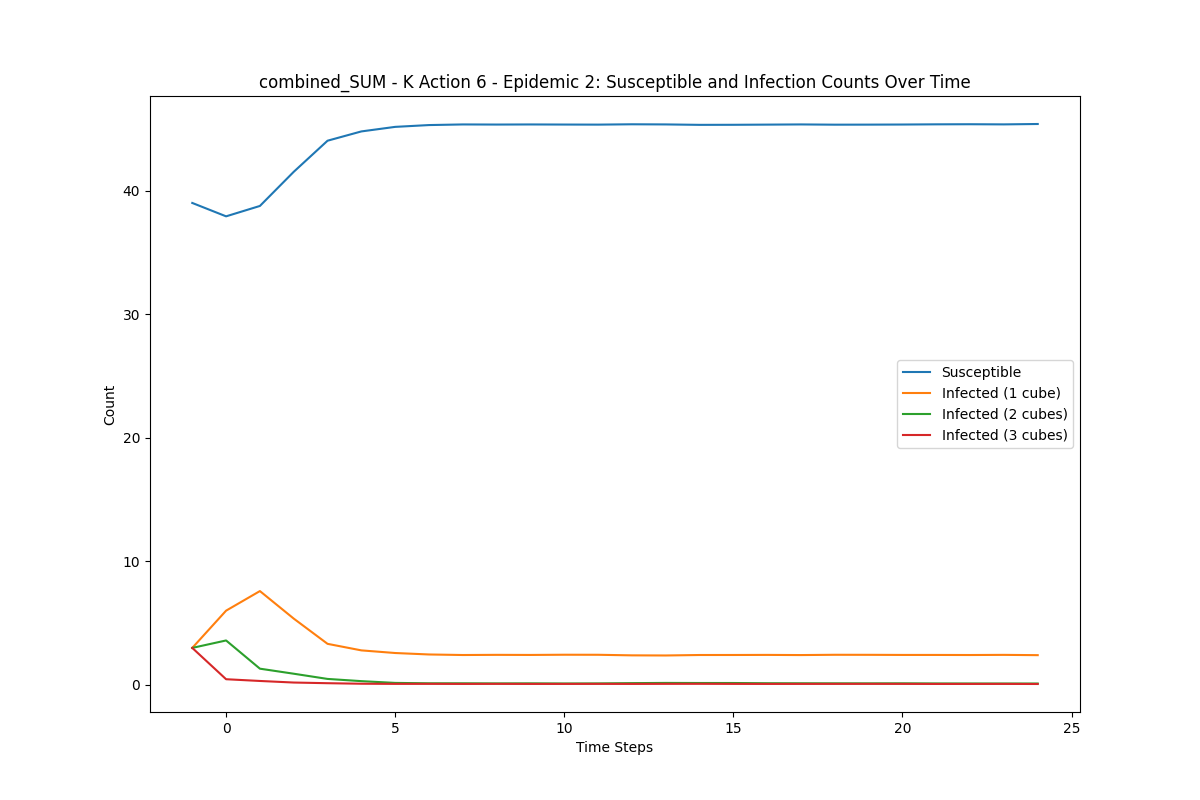 combined_SUM - K Action 6 - Epidemic 2: Susceptible and Infection Counts Over Time
40
30
20
10
0
Count
Susceptible
Infected (1 cube)
Infected (2 cubes)
Infected (3 cubes)
0 5 10 15 20 25
Time Steps